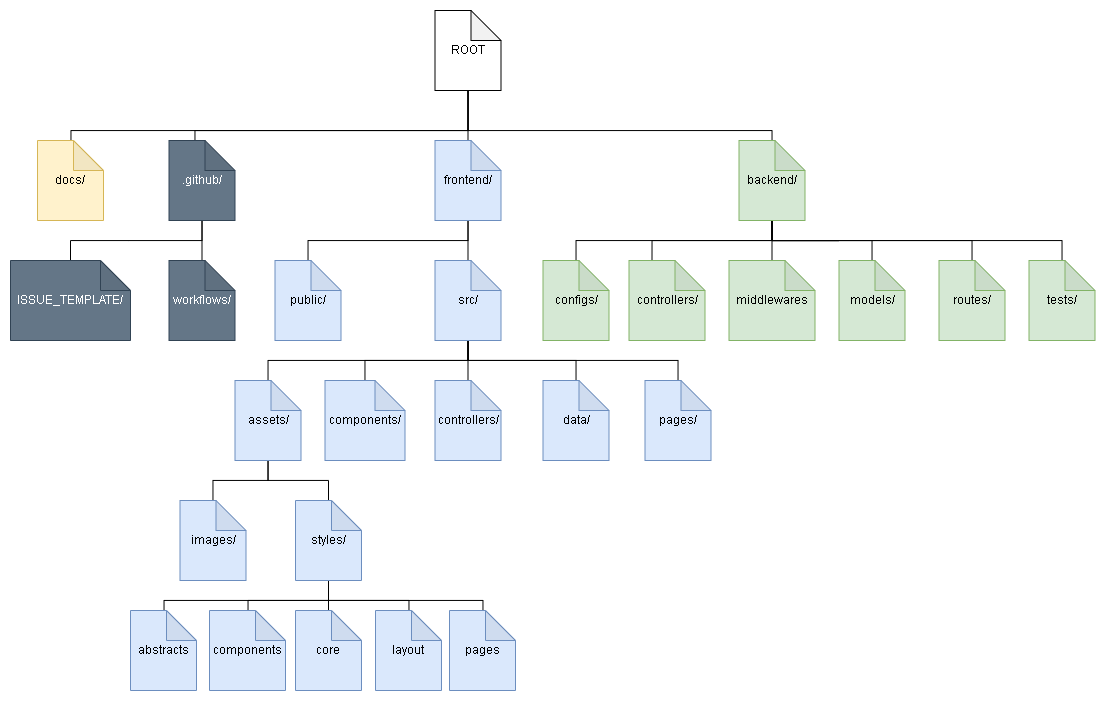 ROOT
docs/
.github/
frontend/
backend/
ISSUE_TEMPLATE/
workflows/
public/
src/
configs/
controllers/
middlewares
models/
routes/
tests/
assets/
components/
controllers/
data/
pages/
images/
styles/
abstracts
components
core
layout
pages